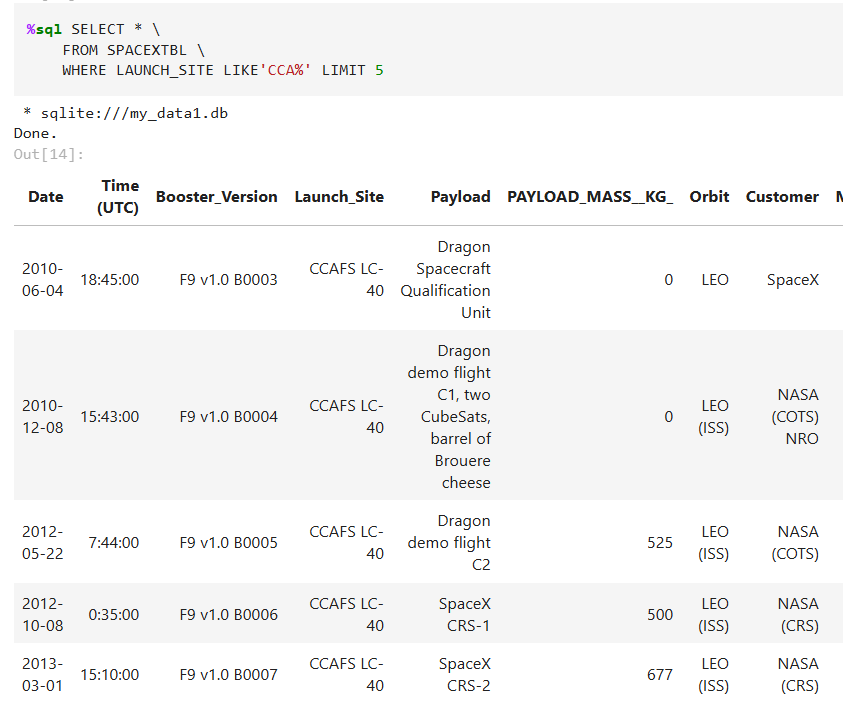 %sql SELECT * \
FROM SPACEXTBL \
WHERE LAUNCH_SITE LIKE'CCA%' LIMIT 5
* sqlite:///my_data1.db
Done.
Out[14]:
Date Time (UTC) Booster_Version Launch_Site Payload PAYLOAD_MASS__KG_ Orbit Customer
2010-06-04 18:45:00 F9 v1.0 B0003 CCAFS LC-40 Dragon Spacecraft Qualification Unit 0 LEO SpaceX
2010-12-08 15:43:00 F9 v1.0 B0004 CCAFS LC-40 Dragon demo flight C1, two CubeSats, barrel of Brouere cheese 0 LEO (ISS) NASA (COTS) NRO
2012-05-22 7:44:00 F9 v1.0 B0005 CCAFS LC-40 Dragon demo flight C2 525 LEO (ISS) NASA (COTS)
2012-10-08 0:35:00 F9 v1.0 B0006 CCAFS LC-40 SpaceX CRS-1 500 LEO (ISS) NASA (CRS)
2013-03-01 15:10:00 F9 v1.0 B0007 CCAFS LC-40 SpaceX CRS-2 677 LEO (ISS) NASA (CRS)